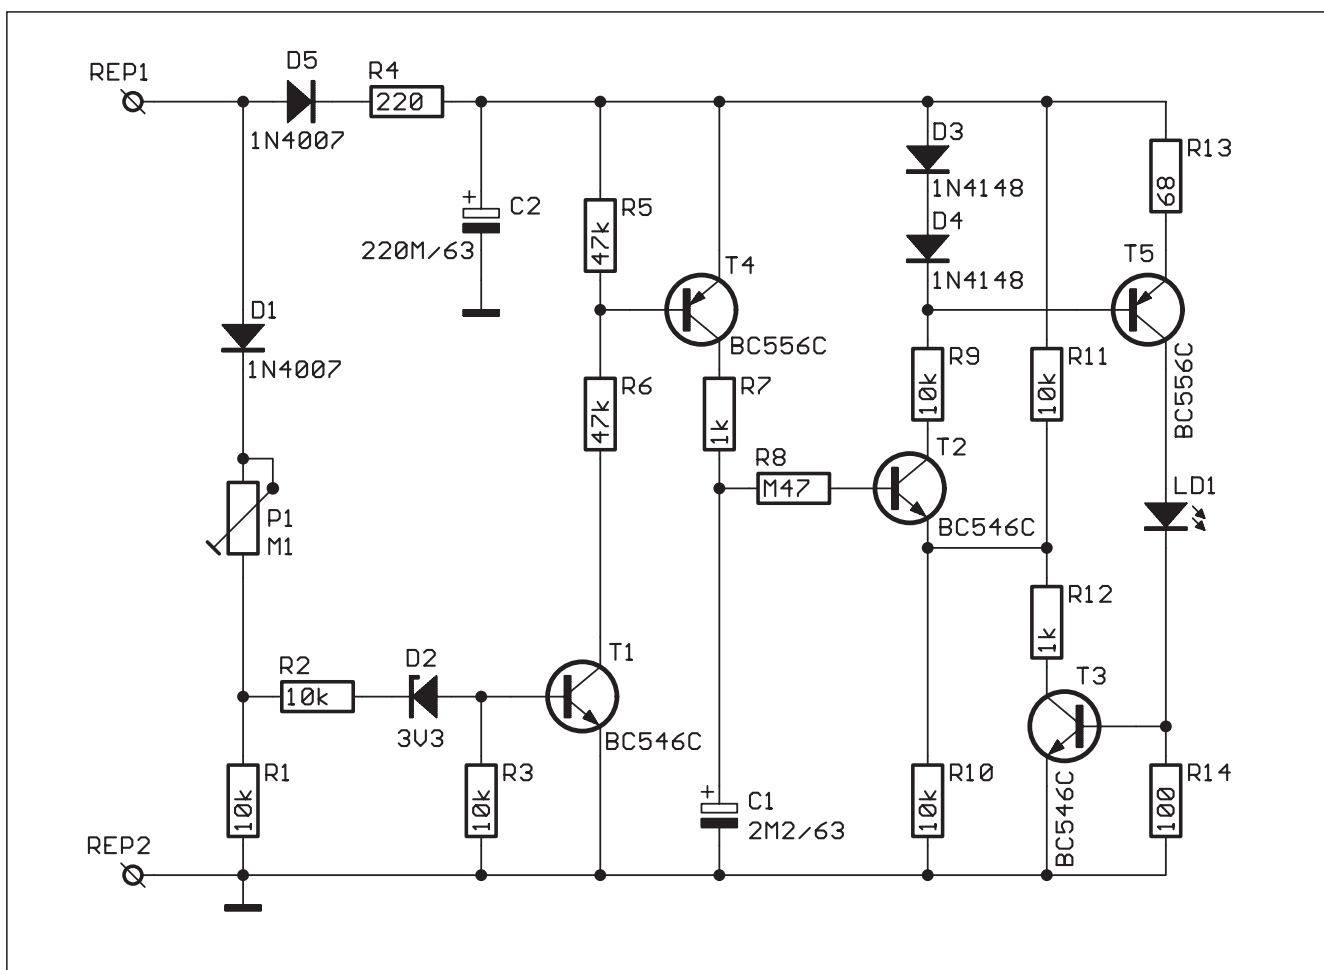 REP1
D5
1N4007
R4
220
+
C2
220M/63
R5
47k
T4
BC556C
D3
1N4148
D4
1N4148
R13
68
T5
BC556C
D1
1N4007
R6
47k
R7
1k
R9
10k
R11
10k
P1
M1
R8
M47
T2
BC546C
LD1
R12
1k
R2
10k
D2
3V3
T1
BC546C
T3
BC546C
R1
10k
R3
10k
+
C1
2M2/63
R10
10k
R14
100
REP2